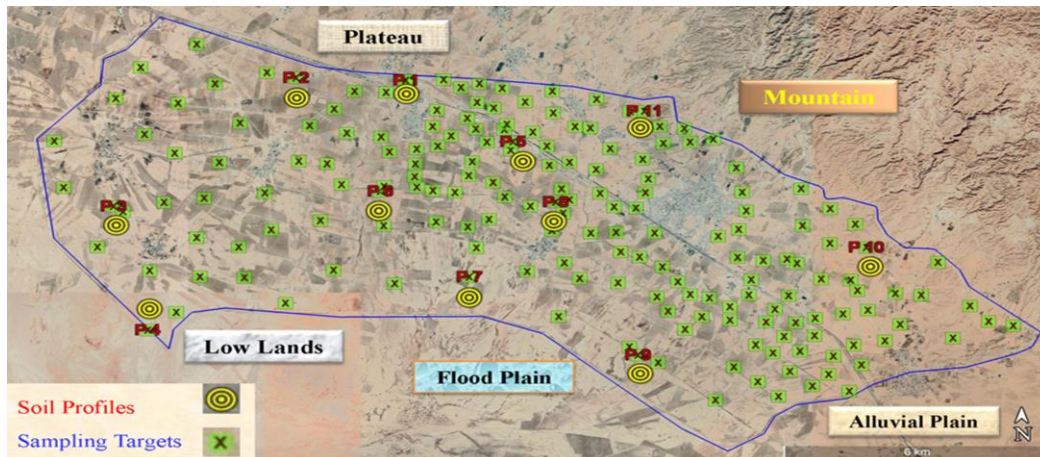 Plateau
P-2
P-1
Mountain
P-11
P-5
P-3
P-10
P-7
P-4
Low Lands
P-9
Flood Plain
Soil Profiles
Sampling Targets
Alluvial Plain
N
6 km